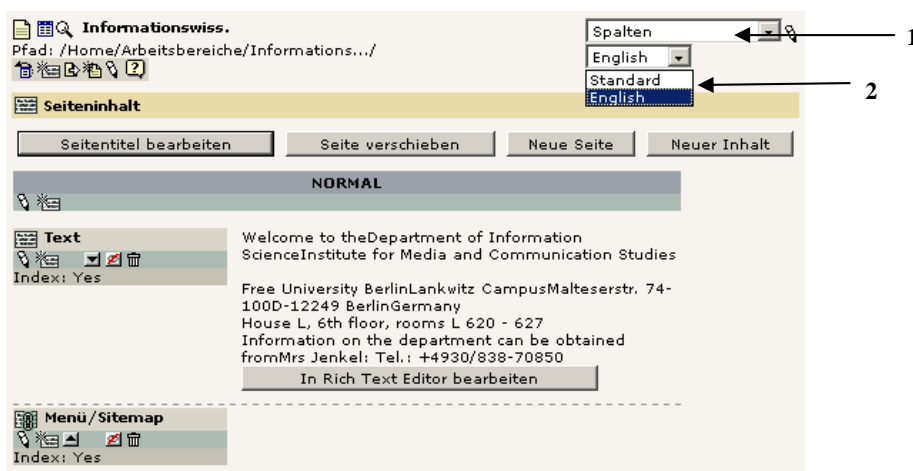 Informationswiss.
Spalten
1
Pfad: /Home/Arbeitsbereiche/Informations.../
English
Standard
English
2
Seiteninhalt
Seitentitel bearbeiten
Seite verschieben
Neue Seite
Neuer Inhalt
NORMAL
Text
Index: Yes
Welcome to theDepartment of Information
ScienceInstitute for Media and Communication Studies
Free University BerlinLankwitz CampusMalteserstr. 74-
100D-12249 BerlinGermany
House L, 6th floor, rooms L 620 - 627
Information on the department can be obtained
fromMrs Jenkel: Tel.: +4930/838-70850
In Rich Text Editor bearbeiten
Menü/Sitemap
Index: Yes